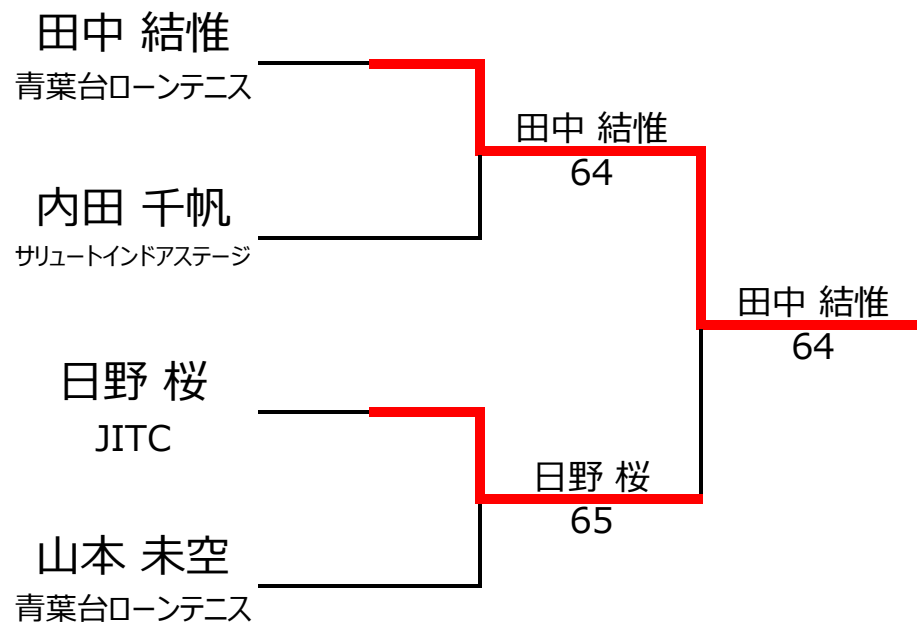 田中 結惟
青葉台ローンテニス
内田 千帆
サリュートインドアステージ
日野 桜
JITC
山本 未空
青葉台ローンテニス
田中 結惟
64
日野 桜
65
田中 結惟
64